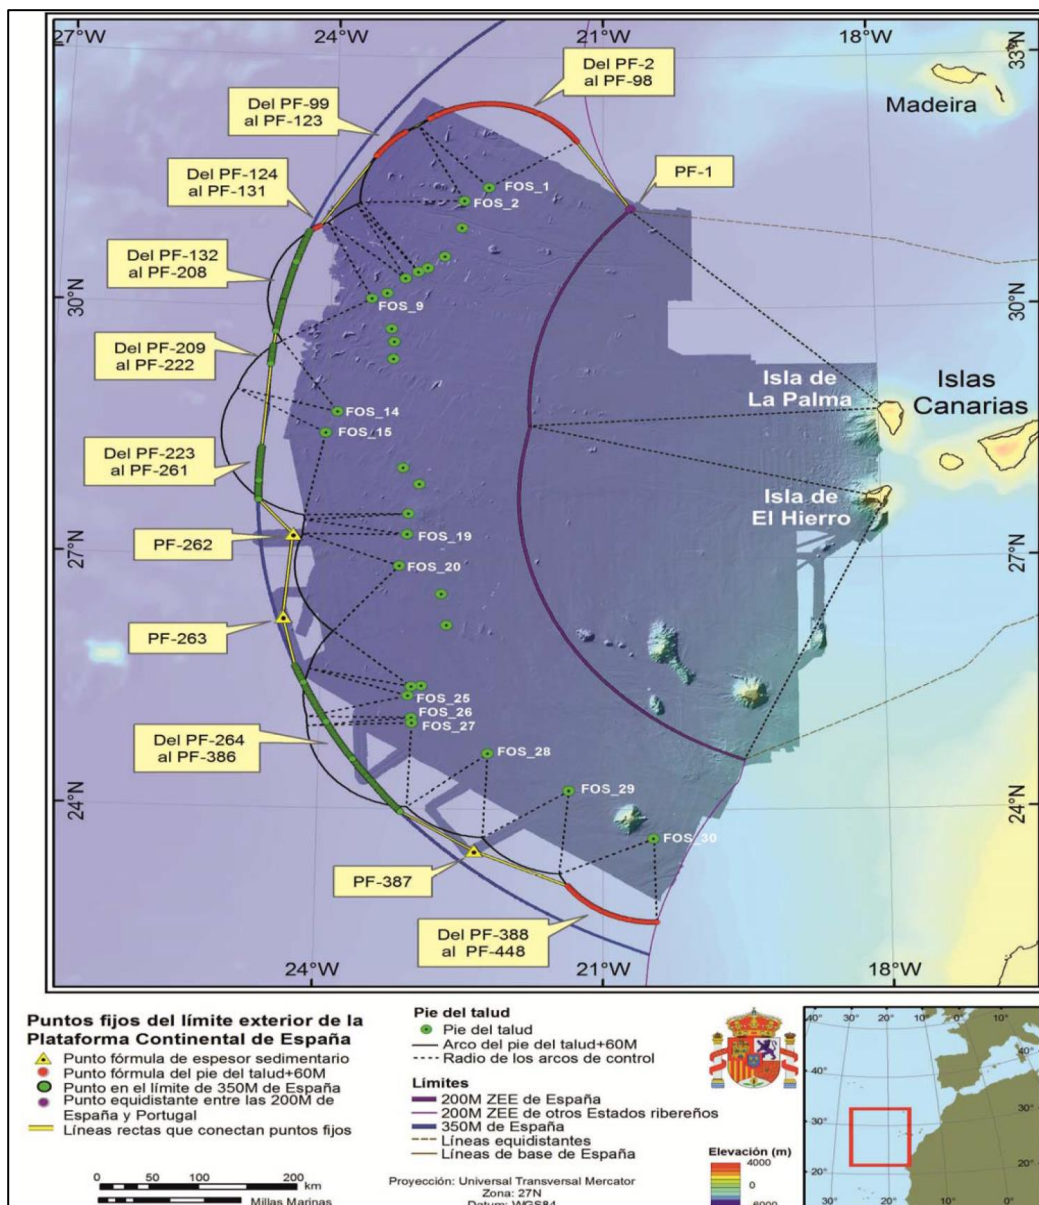 27°W
24°W
21°W
18°W
33°N
Del PF-2
al PF-98
Del PF-99
al PF-123
Madeira
Del PF-124
al PF-131
PF-1
FOS_1
FOS_2
Del PF-132
al PF-208
30°N
30°N
FOS_9
Del PF-209
al PF-222
Isla de
La Palma
Islas
Canarias
FOS_14
FOS_15
Del PF-223
al PF-261
Isla de
El Hierro
PF-262
FOS_19
27°N
27°N
FOS_20
PF-263
FOS_25
FOS_26
FOS_27
Del PF-264
al PF-386
FOS_28
24°N
24°N
FOS_29
FOS_30
PF-387
Del PF-388
al PF-448
24°W
21°W
18°W
Puntos fijos del límite exterior de la
Plataforma Continental de España
Punto fórmula de espesor sedimentario
Punto fórmula del pie del talud+60M
Punto en el límite de 350M de España
Punto equidistante entre las 200M de
España y Portugal
Líneas rectas que conectan puntos fijos
0 50 100 200
km
Millas Marinas
Pie del talud
Pie del talud
Arco del pie del talud+60M
Radio de los arcos de control
Límites
200M ZEE de España
200M ZEE de otros Estados ribereños
350M de España
Líneas equidistantes
Líneas de base de España
Proyección: Universal Transversal Mercator
Zona: 27N
Datum: WGS84
Elevación (m)
4000
0
-6000
40°
30°
20°
10°
0°
10°
40°
30°
20°
30°
20°
10°
0°